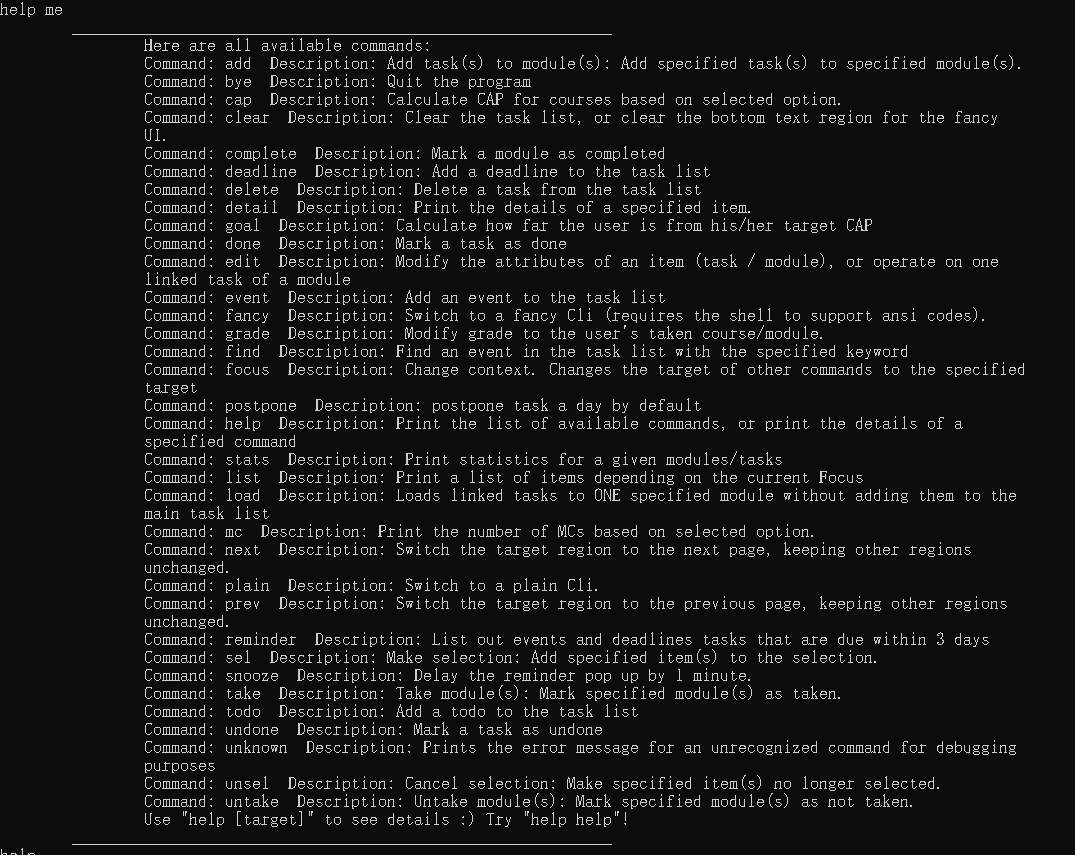 help me
Here are all available commands:
Command: add  Description: Add task(s) to module(s): Add specified task(s) to specified module(s).
Command: bye  Description: Quit the program
Command: cap  Description: Calculate CAP for courses based on selected option.
Command: clear  Description: Clear the task list, or clear the bottom text region for the fancy
UI.
Command: complete  Description: Mark a module as completed
Command: deadline  Description: Add a deadline to the task list
Command: delete  Description: Delete a task from the task list
Command: detail  Description: Print the details of a specified item.
Command: goal  Description: Calculate how far the user is from his/her target CAP
Command: done  Description: Mark a task as done
Command: edit  Description: Modify the attributes of an item (task / module), or operate on one
linked task of a module
Command: event  Description: Add an event to the task list
Command: fancy  Description: Switch to a fancy Cli (requires the shell to support ansi codes).
Command: grade  Description: Modify grade to the user's taken course/module.
Command: find  Description: Find an event in the task list with the specified keyword
Command: focus  Description: Change context. Changes the target of other commands to the specified
target
Command: postpone  Description: postpone task a day by default
Command: help  Description: Print the list of available commands, or print the details of a
specified command
Command: stats  Description: Print statistics for a given modules/tasks
Command: list  Description: Print a list of items depending on the current Focus
Command: load  Description: Loads linked tasks to ONE specified module without adding them to the
main task list
Command: mc  Description: Print the number of MCs based on selected option.
Command: next  Description: Switch the target region to the next page, keeping other regions
unchanged.
Command: plain  Description: Switch to a plain Cli.
Command: prev  Description: Switch the target region to the previous page, keeping other regions
unchanged.
Command: reminder  Description: List out events and deadlines tasks that are due within 3 days
Command: sel  Description: Make selection: Add specified item(s) to the selection.
Command: snooze  Description: Delay the reminder pop up by 1 minute.
Command: take  Description: Take module(s): Mark specified module(s) as taken.
Command: todo  Description: Add a todo to the task list
Command: undone  Description: Mark a task as undone
Command: unknown  Description: Prints the error message for an unrecognized command for debugging
purposes
Command: unsel  Description: Cancel selection: Make specified item(s) no longer selected.
Command: untake  Description: Untake module(s): Mark specified module(s) as not taken.
Use "help [target]" to see details :) Try "help help"!